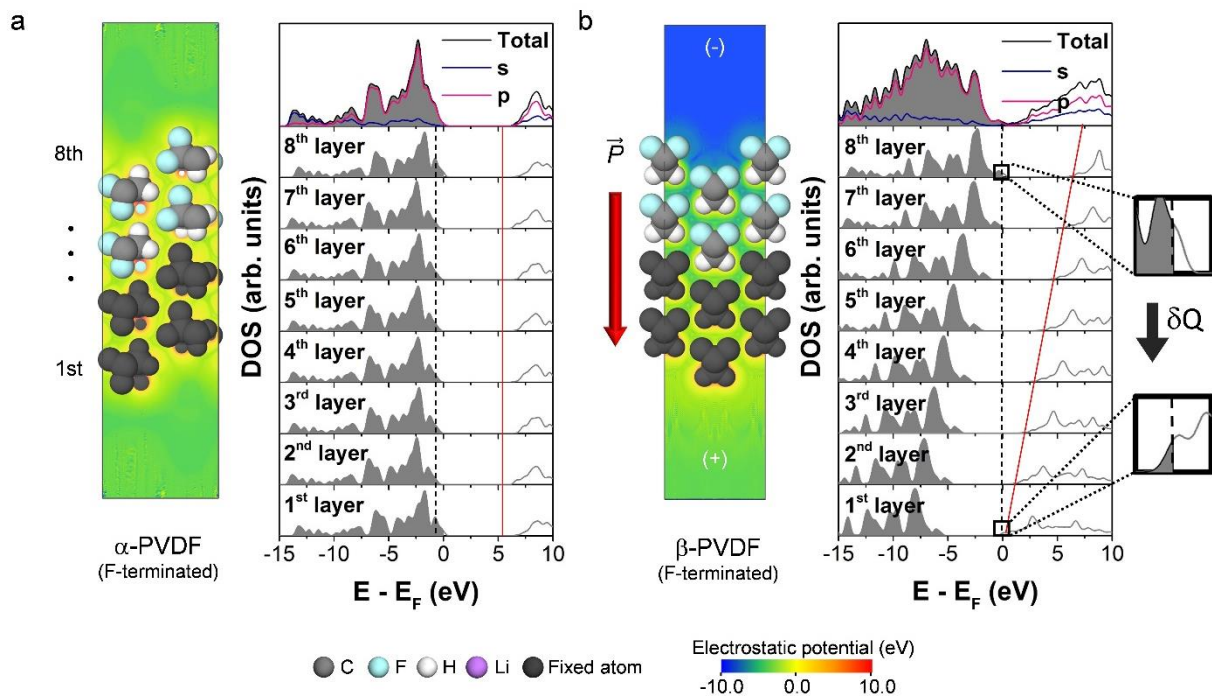 a
8th
1st
α-PVDF
(F-terminated)
DOS (arb. units)
Total
s
p
8th layer
7th layer
6th layer
5th layer
4th layer
3rd layer
2nd layer
1st layer
-15 -10 -5 0 5 10
E - EF (eV)
b
(-)
P
(+)
β-PVDF
(F-terminated)
DOS (arb. units)
Total
s
p
8th layer
7th layer
6th layer
5th layer
4th layer
3rd layer
2nd layer
1st layer
-15 -10 -5 0 5 10
E - EF (eV)
δQ
C F H Li Fixed atom
Electrostatic potential (eV)
-10.0 0.0 10.0